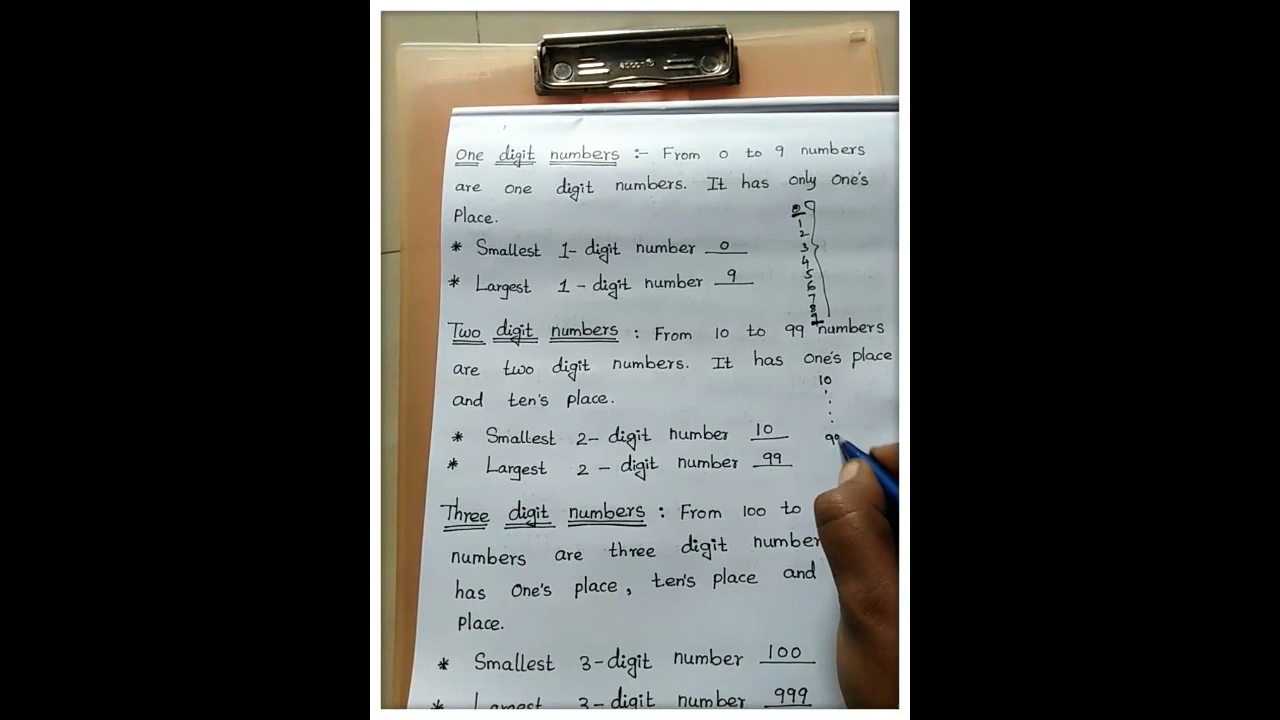 One digit numbers :- From 0 to 9 numbers
are one digit numbers. It has only One's
Place.
0
1
2
3
4
5
6
7
8
9
* Smallest 1- digit number 0
* Largest 1 - digit number 9
Two digit numbers : From 10 to 99 numbers
are two digit numbers. It has One's place
and ten's place.
10
99
* Smallest 2- digit number 10
* Largest 2 - digit number 99
Three digit numbers : From 100 to
numbers are three digit number
has One's place, ten's place and
Place.
* Smallest 3-digit number 100
* Largest 3-digit number 999